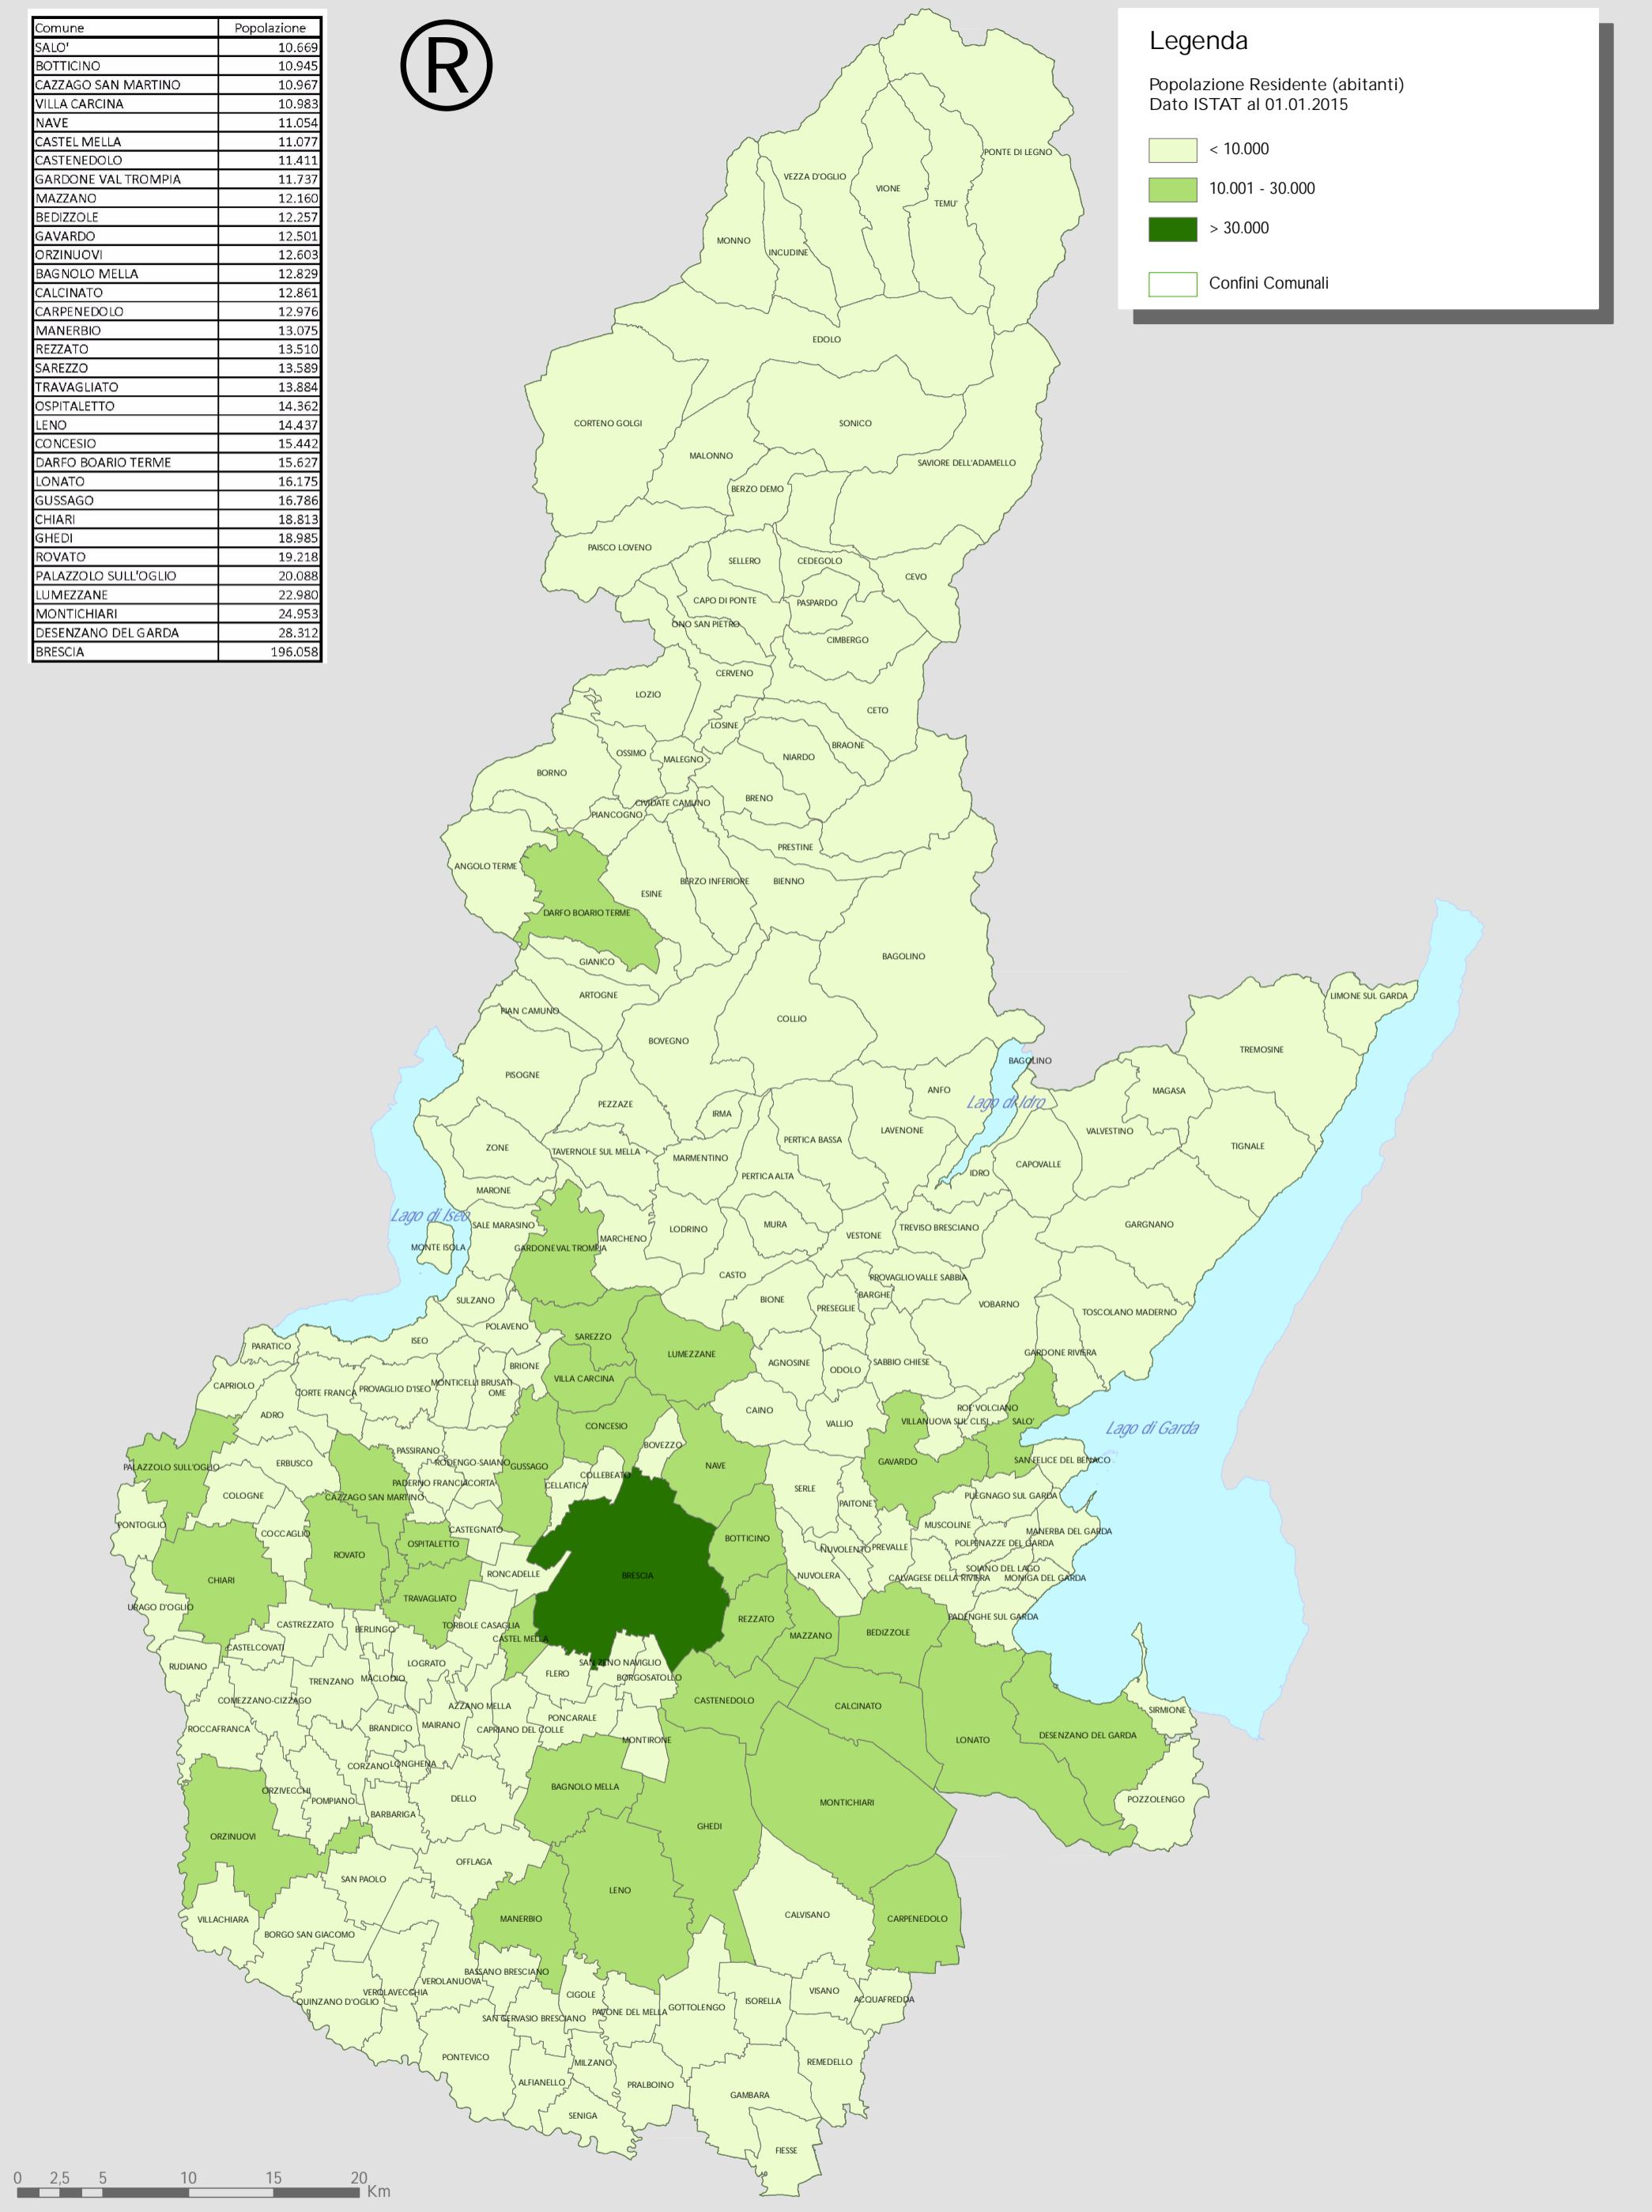 Comune Popolazione
SALO' 10.669
BOTTICINO 10.945
CAZZAGO SAN MARTINO 10.967
VILLA CARCINA 10.983
NAVE 11.054
CASTEL MELLA 11.077
CASTENEDOLO 11.411
GARDONE VAL TROMPIA 11.737
MAZZANO 12.160
BEDIZZOLE 12.257
GAVARDO 12.501
ORZINUOVI 12.603
BAGNOLO MELLA 12.829
CALCINATO 12.861
CARPENEDOLO 12.976
MANERBIO 13.075
REZZATO 13.510
SAREZZO 13.589
TRAVAGLIATO 13.884
OSPITALETTO 14.362
LENO 14.437
CONCESIO 15.442
DARFO BOARIO TERME 15.627
LONATO 16.175
GUSSAGO 16.786
CHIARI 18.813
GHEDI 18.985
ROVATO 19.218
PALAZZOLO SULL'OGLIO 20.088
LUMEZZANE 22.980
MONTICHIARI 24.953
DESENZANO DEL GARDA 28.312
BRESCIA 196.058
®
Legenda
Popolazione Residente (abitanti)
Dato ISTAT al 01.01.2015
< 10.000
10.001 - 30.000
> 30.000
Confini Comunali
PONTE DI LEGNO
VEZZA D'OGLIO
VIONE
TEMU'
MONNO
INCUDINE
EDOLO
CORTENO GOLGI
SONICO
MALONNO
SAVIORE DELL'ADAMELLO
BERZO DEMO
PAISCO LOVENO
SELLERO
CEDEGOLO
CEVO
CAPO DI PONTE
PASPARDO
ONO SAN PIETRO
CIMBERGO
CERVENO
LOZIO
CETO
LOSINE
BRAONE
OSSIMO
MALEGNO
NIARDO
BORNO
BRENO
CIVIDATE CAMUNO
PIANCOGNO
PRESTINE
ANGOLO TERME
BERZO INFERIORE
BIENNO
ESINE
DARFO BOARIO TERME
BAGOLINO
GIANICO
ARTOGNE
LIMONE SUL GARDA
PIAN CAMUNO
COLLIO
BOVEGNO
TREMOSINE
BAGOLINO
PISOGNE
ANFO
MAGASA
Lago di Idro
PEZZAZE
IRMA
LAVENONE
VALVESTINO
PERTICA BASSA
ZONE
TAVERNOLE SUL MELLA
TIGNALE
MARMENTINO
CAPOVALLE
PERTICA ALTA
IDRO
MARONE
Lago di Iseo
SALE MARASINO
MURA
LODRINO
TREVISO BRESCIANO
GARGNANO
VESTONE
MARCHENO
MONTE ISOLA
GARDONE VAL TROMPIA
CASTO
PROVAGLIO VALLE SABBIA
BARGHE
SULZANO
BIONE
PRESEGLIE
VOBARNO
TOSCOLANO MADERNO
POLAVENO
SAREZZO
ISEO
PARATICO
LUMEZZANE
GARDONE RIVIERA
AGNOSINE
ODOLO
SABBIO CHIESE
BRIONE
VILLA CARCINA
CAPRIOLO
CORTE FRANCA
PROVAGLIO D'ISEO
MONTICELLI BRUSATI
OME
ROE' VOLCIANO
CAINO
ADRO
VALLIO
VILLANUOVA SUL CLISI
SALO'
CONCESIO
Lago di Garda
BOVEZZO
PASSIRANO
RODENGO-SAIANO
ERBUSCO
SAN FELICE DEL BENACO
GAVARDO
NAVE
GUSSAGO
PALAZZOLO SULL'OGLIO
COLLEBEATO
PADERNO FRANCIACORTA
CELLATICA
SERLE
COLOGNE
CAZZAGO SAN MARTINO
PUEGNAGO SUL GARDA
PAITONE
PONTOGLIO
MUSCOLINE
CASTEGNATO
MANERBA DEL GARDA
COCCAGLIO
BOTTICINO
OSPITALETTO
POLPENAZZE DEL GARDA
NUVOLENTO
PREVALLE
ROVATO
SOIANO DEL LAGO
RONCADELLE
BRESCIA
NUVOLERA
CALVAGESE DELLA RIVIERA
MONIGA DEL GARDA
CHIARI
TRAVAGLIATO
URAGO D'OGLIO
PADENGHE SUL GARDA
REZZATO
CASTREZZATO
TORBOLE CASAGLIA
BERLINGO
BEDIZZOLE
MAZZANO
CASTEL MELLA
CASTELCOVATI
SAN ZENO NAVIGLIO
LOGRATO
RUDIANO
FLERO
BORGOSATOLLO
MACLODIO
TRENZANO
COMEZZANO-CIZZAGO
CASTENEDOLO
AZZANO MELLA
CALCINATO
SIRMIONE
PONCARALE
MAIRANO
ROCCAFRANCA
BRANDICO
CAPRIANO DEL COLLE
DESENZANO DEL GARDA
LONATO
MONTIRONE
LONGHENA
CORZANO
BAGNOLO MELLA
ORZIVECCHI
DELLO
POZZOLENGO
POMPIANO
MONTICHIARI
BARBARIGA
GHEDI
ORZINUOVI
OFFLAGA
SAN PAOLO
LENO
CALVISANO
MANERBIO
CARPENEDOLO
VILLACHIARA
BORGO SAN GIACOMO
BASSANO BRESCIANO
VEROLANUOVA
VISANO
VEROLAVECCHIA
CIGOLE
ACQUAFREDDA
QUINZANO D'OGLIO
ISORELLA
GOTTOLENGO
PAVONE DEL MELLA
SAN GERVASIO BRESCIANO
PONTEVICO
REMEDELLO
MILZANO
ALFIANELLO
PRALBOINO
GAMBARA
SENIGA
FIESSE
0 2,5 5 10 15 20
Km